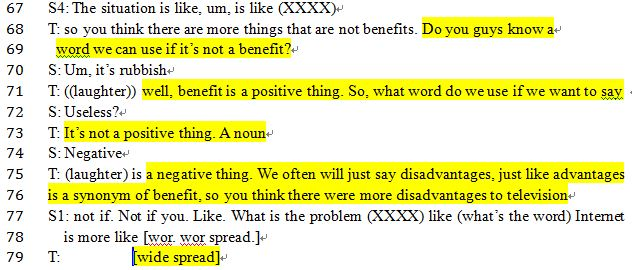 67 S4: The situation is like, um, is like (XXXX)↵
68 T: so you think there are more things that are not benefits. Do you guys know a↵
69 word we can use if it's not a benefit?↵
70 S: Um, it's rubbish↵
71 T: ((laughter)) well, benefit is a positive thing. So, what word do we use if we want to say↵
72 S: Useless?↵
73 T: It's not a positive thing. A noun↵
74 S: Negative↵
75 T: (laughter) is a negative thing. We often will just say disadvantages, just like advantages
76 is a synonym of benefit, so you think there were more disadvantages to television↵
77 S1: not if. Not if you. Like. What is the problem (XXXX) like (what's the word) Internet
78 is more like [wor. wor spread.]↵
79 T: [wide spread]↵